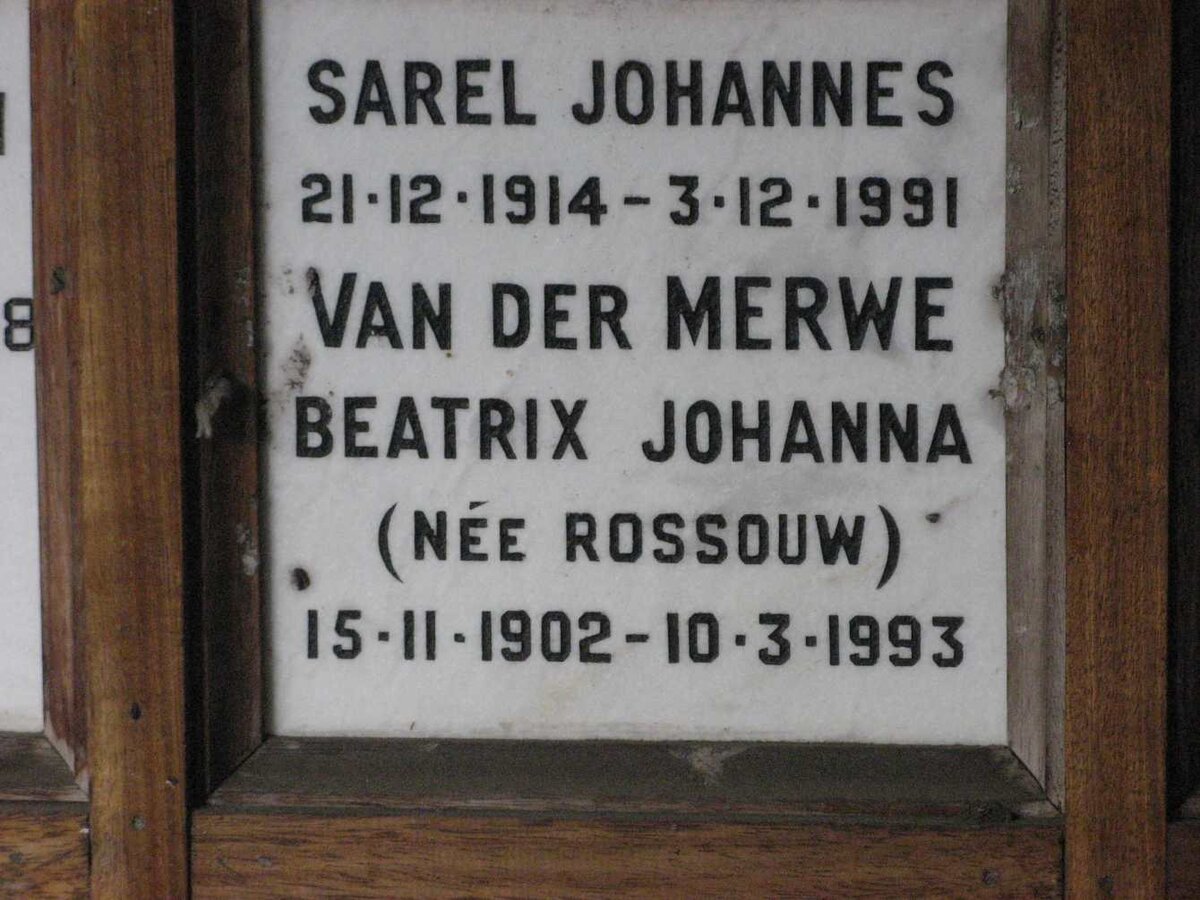 SAREL JOHANNES
21·12·1914 – 3·12·1991
VAN DER MERWE
BEATRIX JOHANNA
(NÉE ROSSOUW)
15·11·1902 – 10·3·1993
8